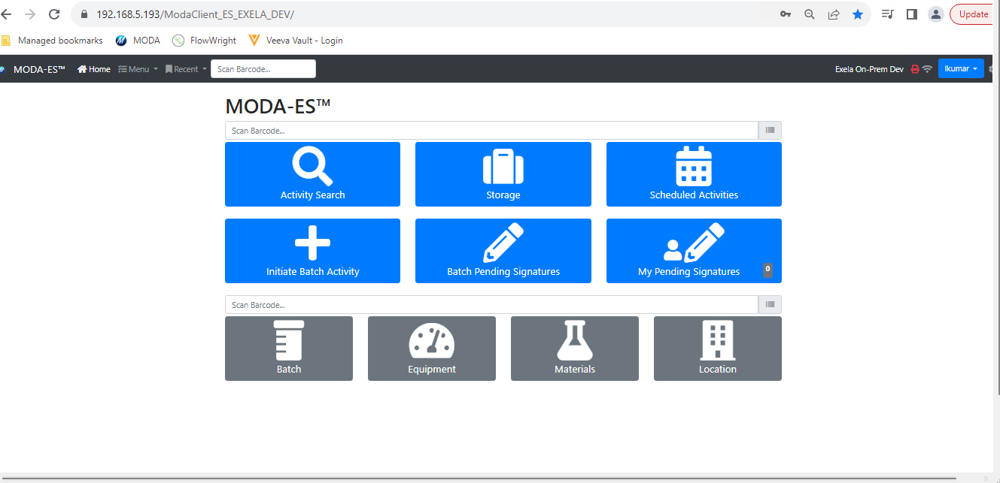 192.168.5.193/ModaClient_ES_EXELA_DEV/
Update
Managed bookmarks MODA FlowWright Veeva Vault - Login
MODA-ES™ Home Menu Recent Scan Barcode... Exela On-Prem Dev lkumar
MODA-ES™
Scan Barcode...
Activity Search Storage Scheduled Activities
Initiate Batch Activity Batch Pending Signatures My Pending Signatures 0
Scan Barcode...
Batch Equipment Materials Location